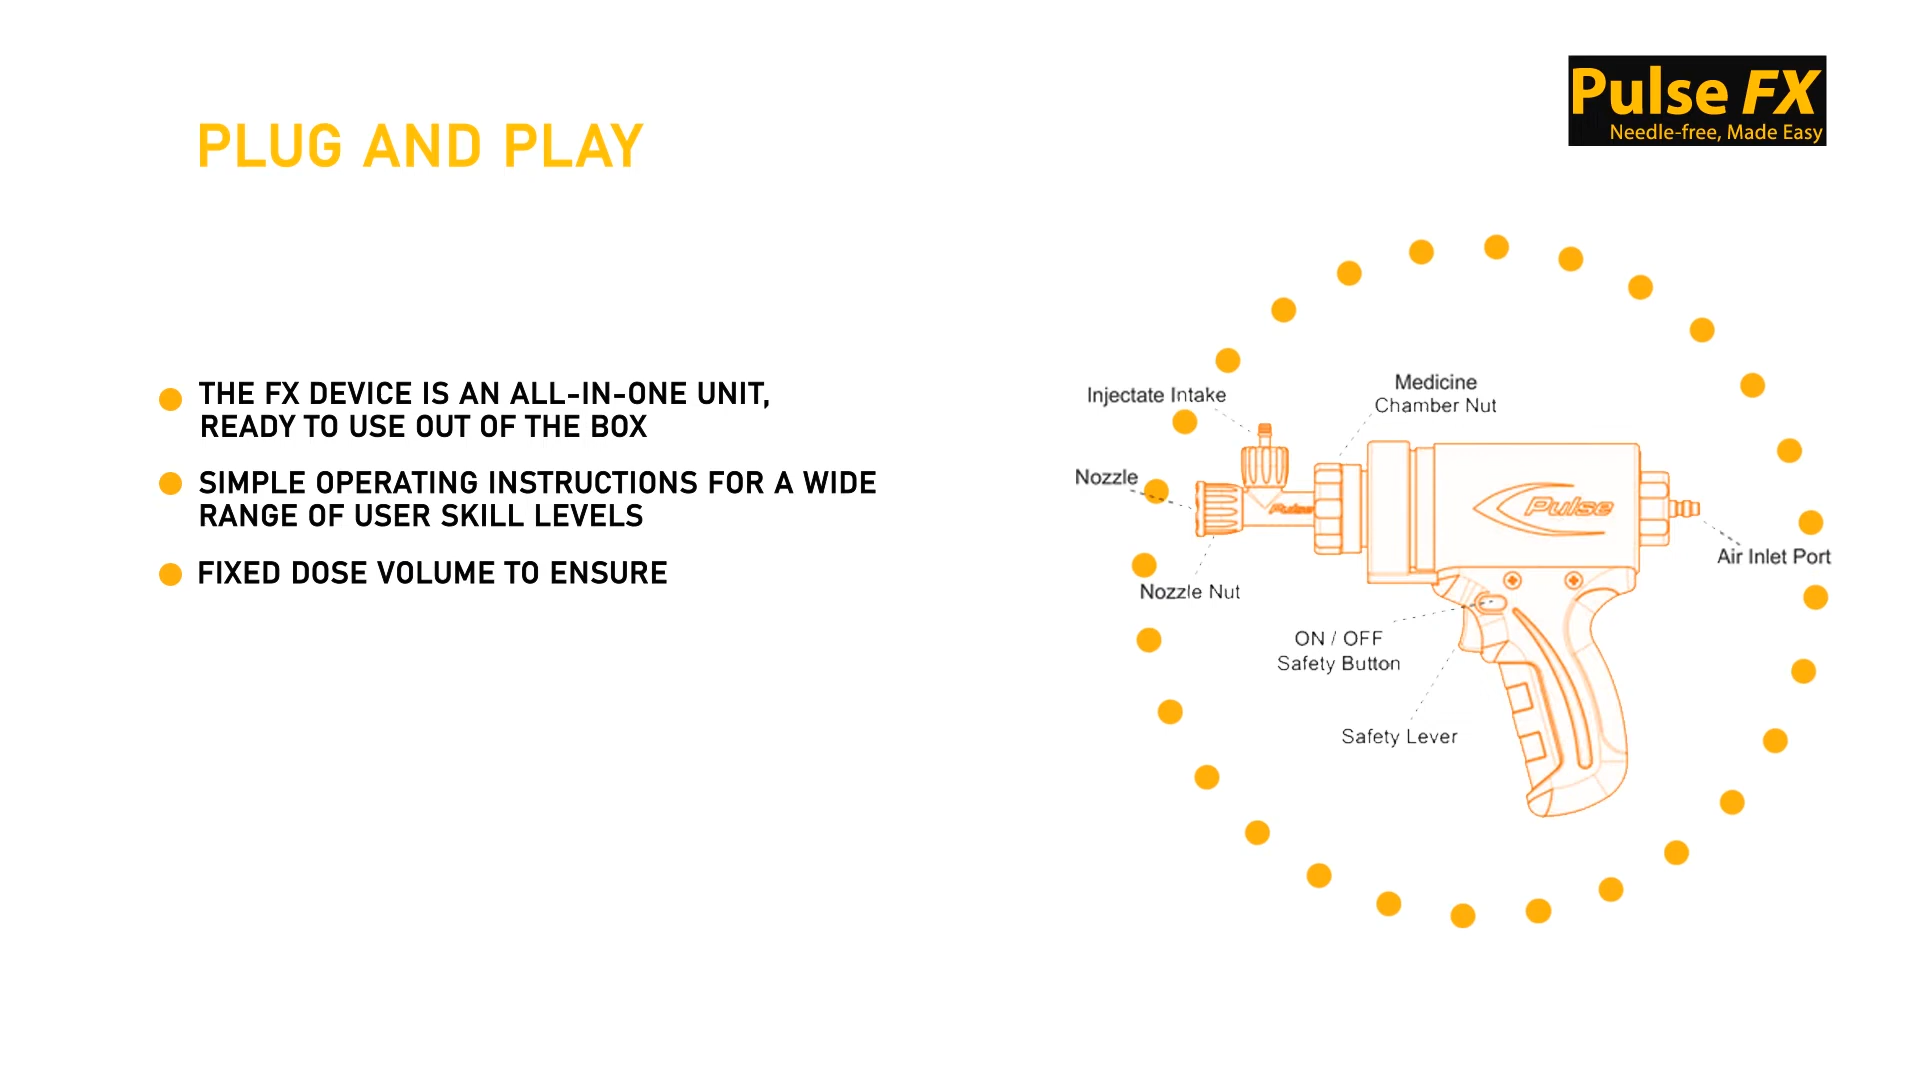 Pulse FX
Needle-free, Made Easy
PLUG AND PLAY
THE FX DEVICE IS AN ALL-IN-ONE UNIT,
READY TO USE OUT OF THE BOX
SIMPLE OPERATING INSTRUCTIONS FOR A WIDE
RANGE OF USER SKILL LEVELS
FIXED DOSE VOLUME TO ENSURE
Medicine
Chamber Nut
Injectate Intake
Nozzle
Pulse
Pulse
Air Inlet Port
Nozzle Nut
ON / OFF
Safety Button
Safety Lever